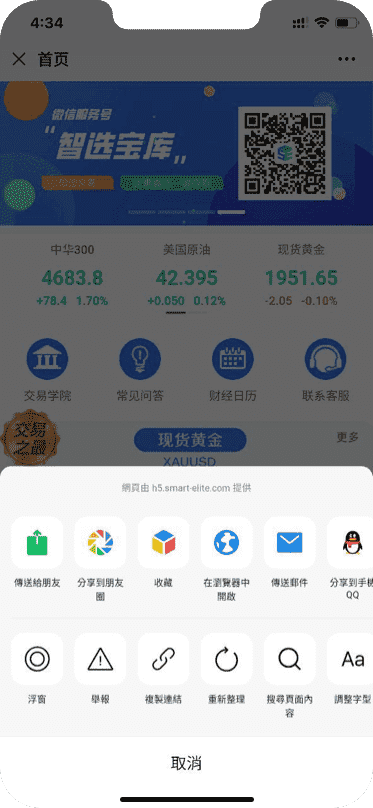 4:34
首页
微信服务号
“智选宝库„
中华300
美国原油
现货黄金
4683.8
42.395
1951.65
+78.4 1.70%
+0.050 0.12%
-2.05 -0.10%
交易学院
常见问答
财经日历
联系客服
交易
之最
现货黄金
更多
XAUUSD
網頁由 h5.smart-elite.com 提供
傳送給朋友
分享到朋友
圈
收藏
在瀏覽器中
開啟
傳送郵件
分享到手機
QQ
浮窗
舉報
複製連結
重新整理
搜尋頁面內
容
Aa
調整字型
取消